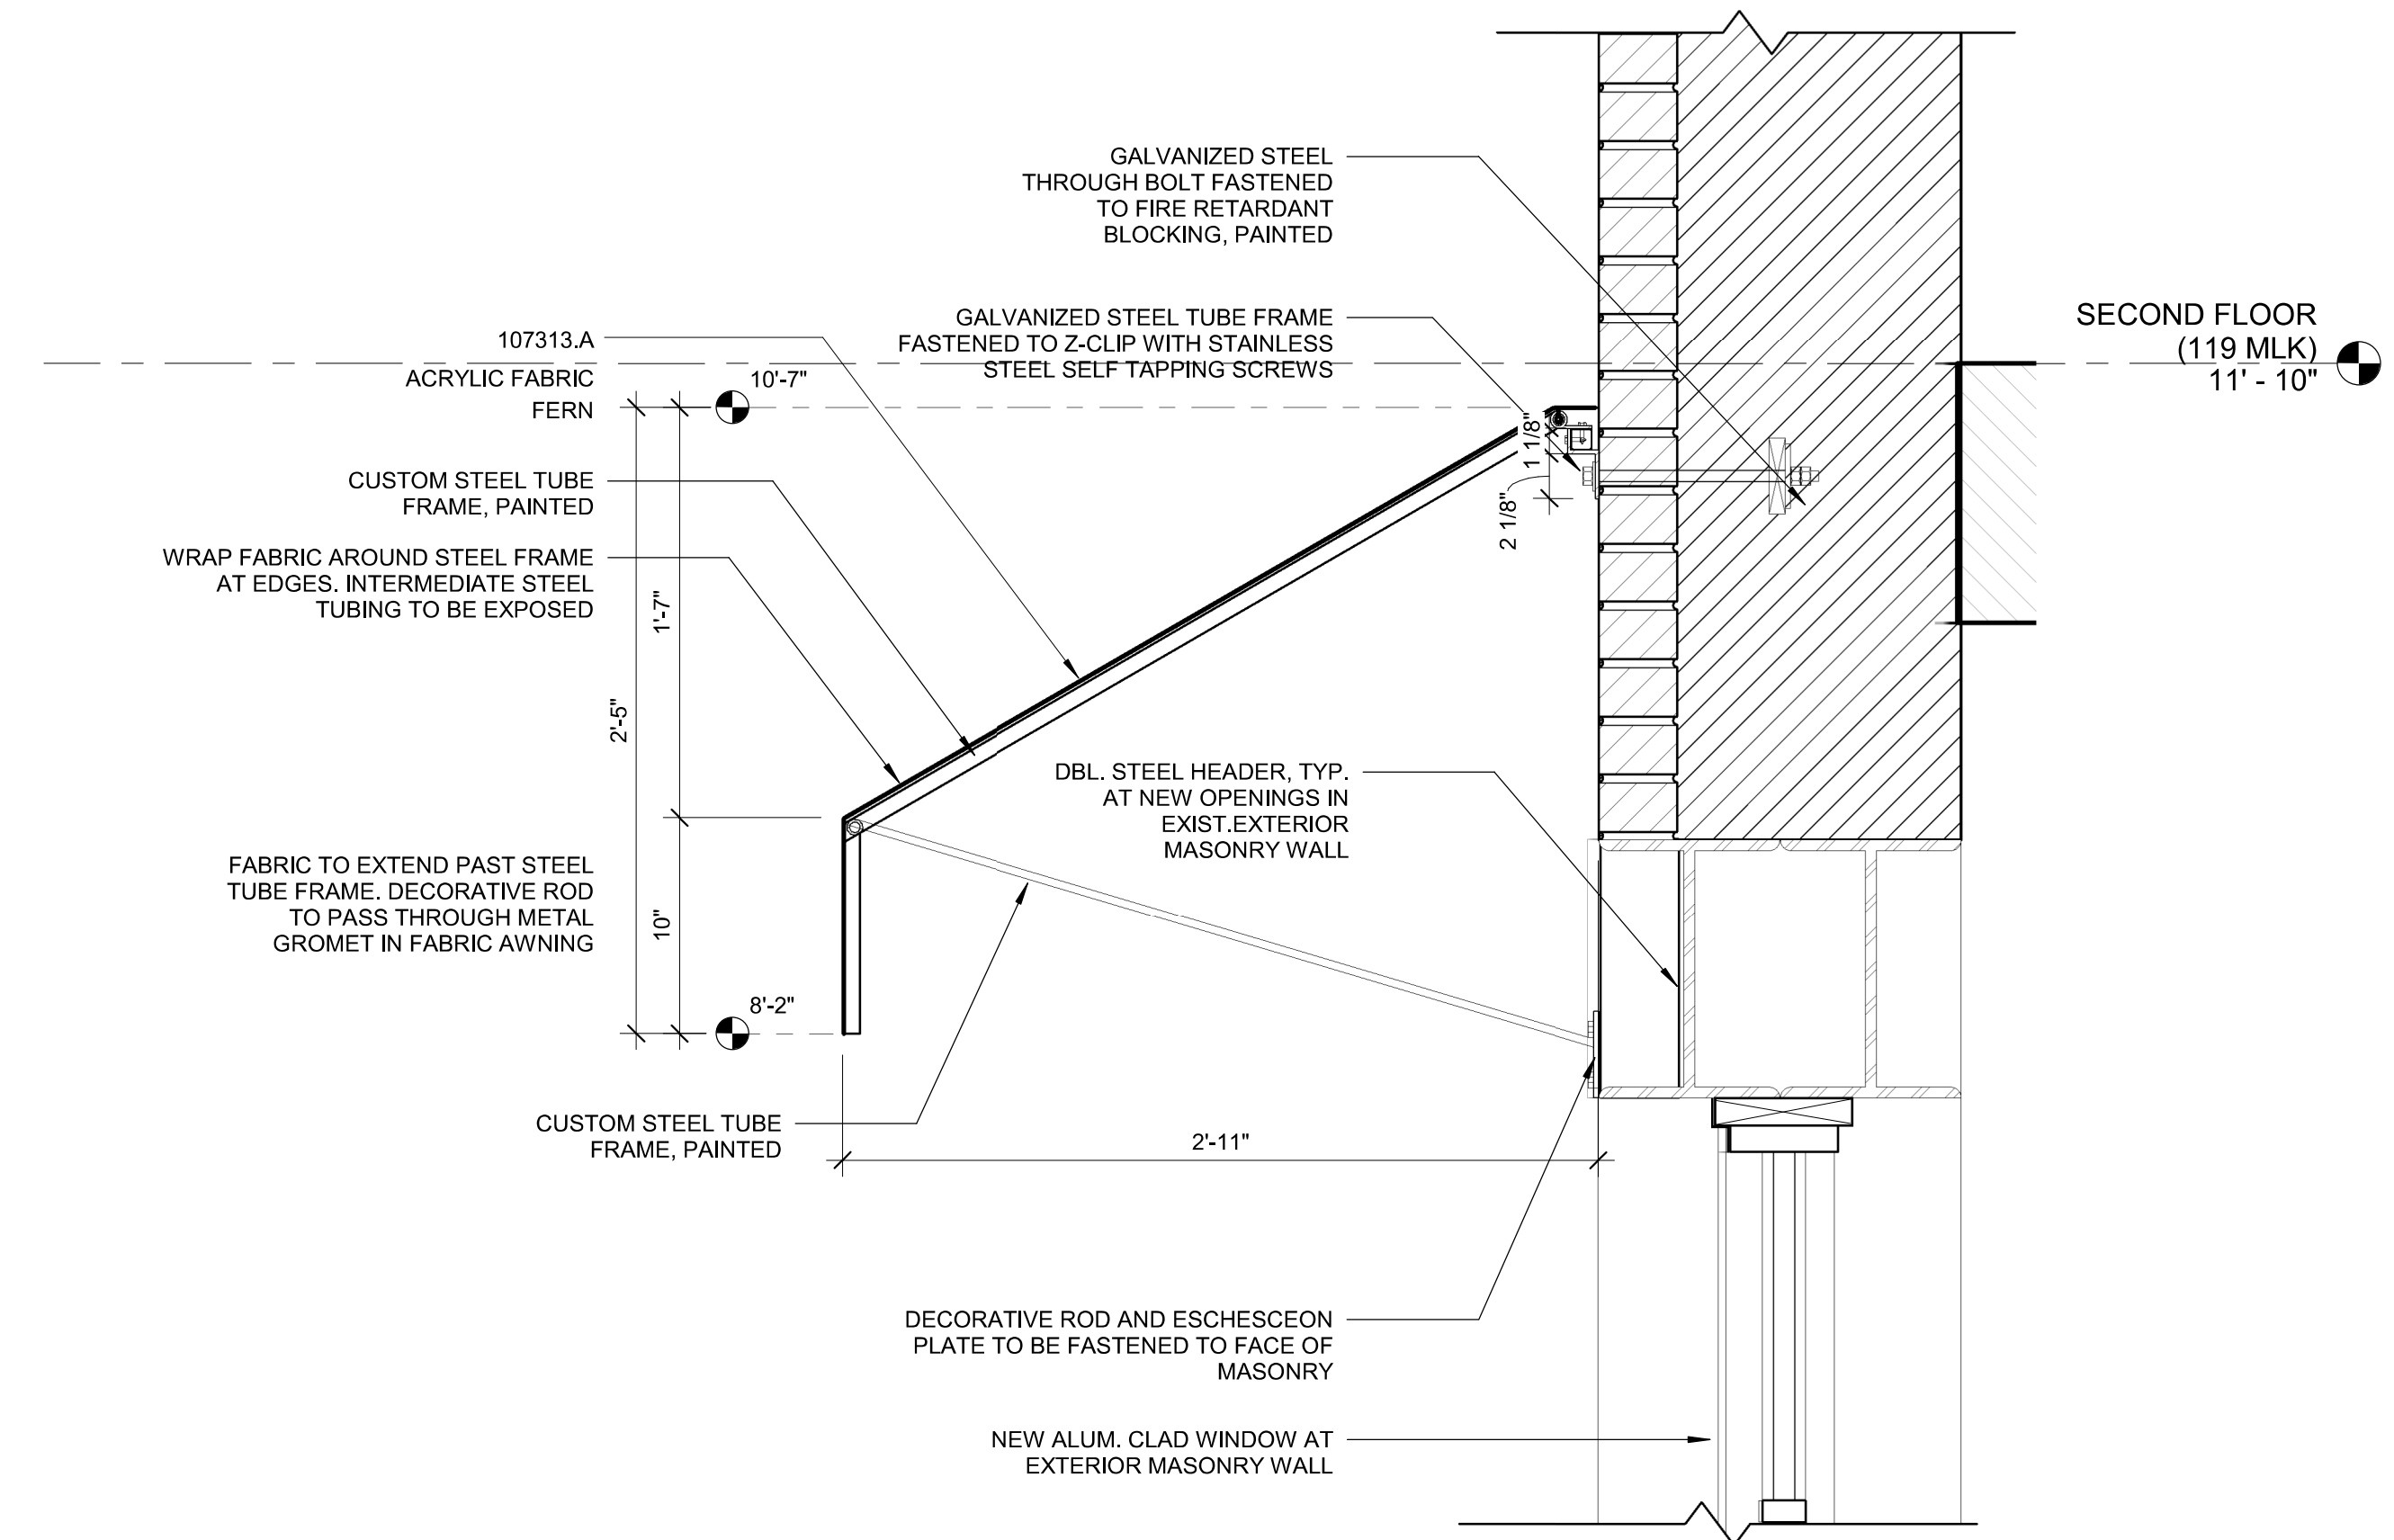 GALVANIZED STEEL
THROUGH BOLT FASTENED
TO FIRE RETARDANT
BLOCKING, PAINTED
GALVANIZED STEEL TUBE FRAME
FASTENED TO Z-CLIP WITH STAINLESS
STEEL SELF TAPPING SCREWS
SECOND FLOOR
(119 MLK)
11' - 10"
107313.A
ACRYLIC FABRIC
FERN
10'-7"
CUSTOM STEEL TUBE
FRAME, PAINTED
WRAP FABRIC AROUND STEEL FRAME
AT EDGES. INTERMEDIATE STEEL
TUBING TO BE EXPOSED
1 1/8"
2 1/8"
1'-7"
2'-5"
10"
DBL. STEEL HEADER, TYP.
AT NEW OPENINGS IN
EXIST.EXTERIOR
MASONRY WALL
FABRIC TO EXTEND PAST STEEL
TUBE FRAME. DECORATIVE ROD
TO PASS THROUGH METAL
GROMET IN FABRIC AWNING
8'-2"
CUSTOM STEEL TUBE
FRAME, PAINTED
2'-11"
DECORATIVE ROD AND ESCHESCEON
PLATE TO BE FASTENED TO FACE OF
MASONRY
NEW ALUM. CLAD WINDOW AT
EXTERIOR MASONRY WALL